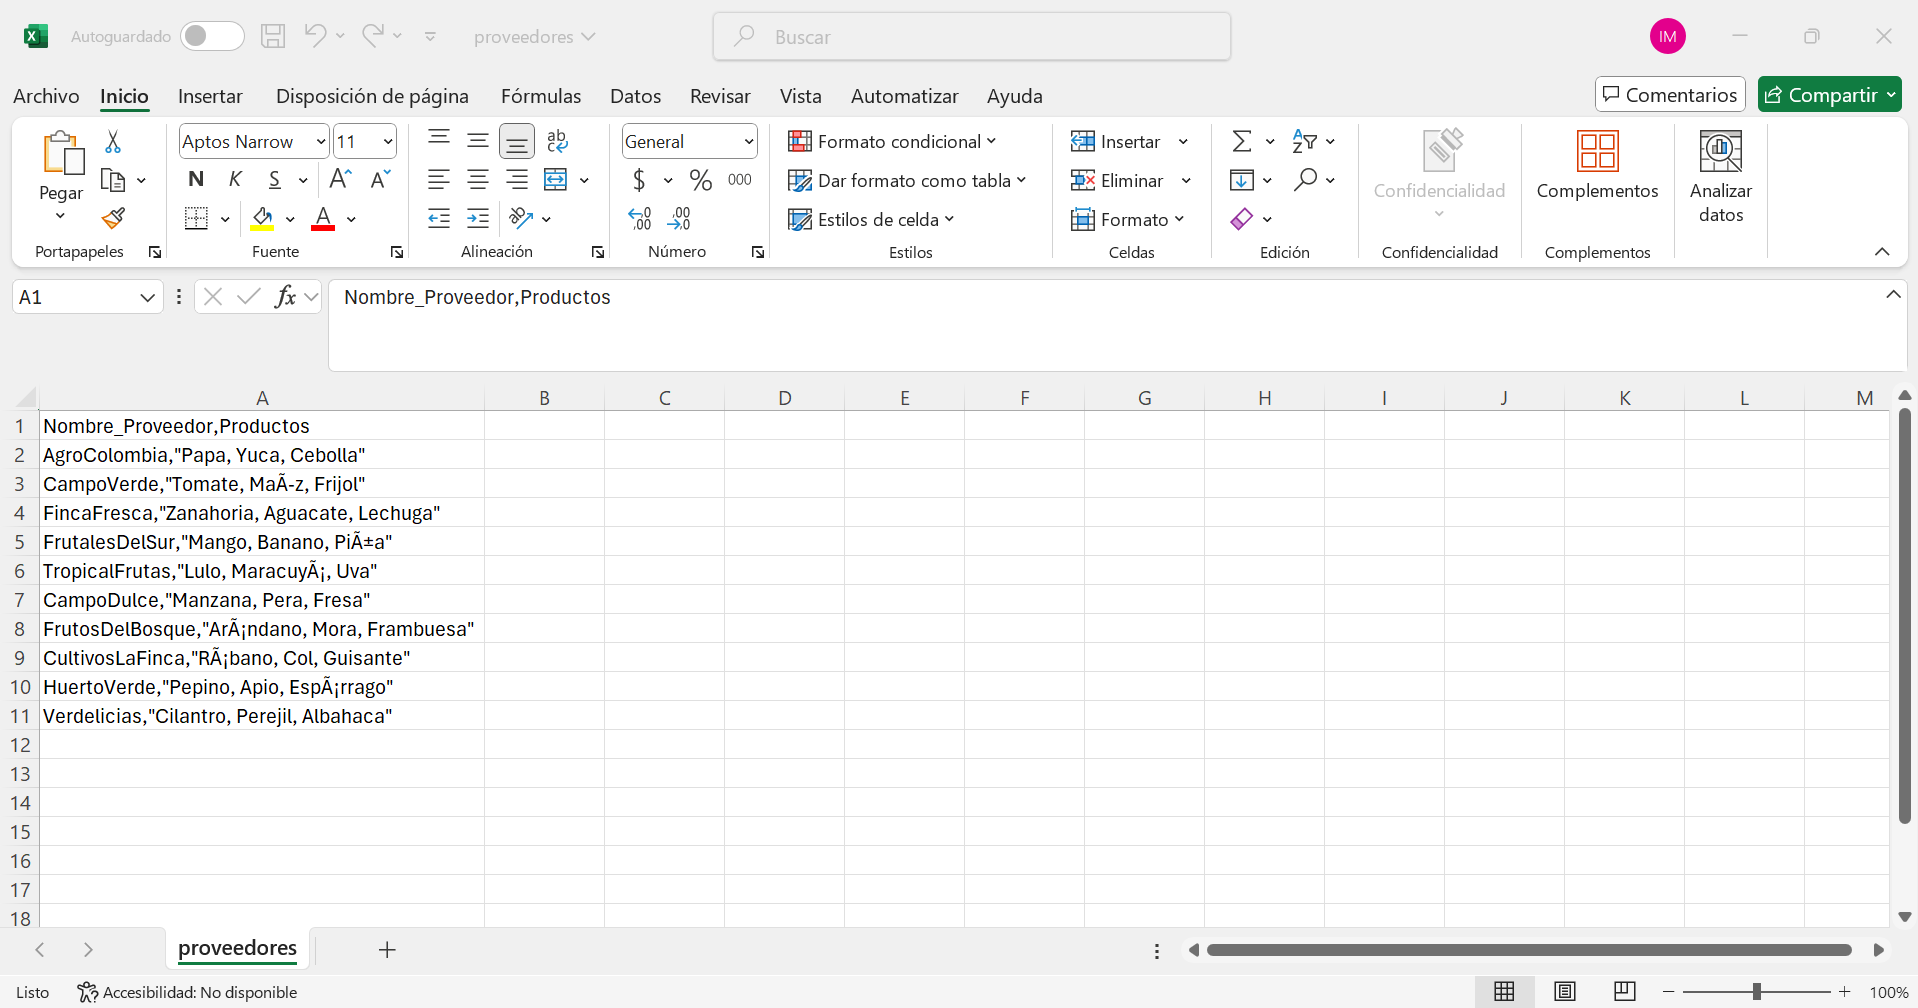 Autoguardado
proveedores
Buscar
IM
Archivo Inicio Insertar Disposición de página Fórmulas Datos Revisar Vista Automatizar Ayuda
Comentarios Compartir
Pegar
Portapapeles
Aptos Narrow 11
N K S A A
A
Fuente
ab
Alineación
General
$ % 000
Número
Formato condicional
Dar formato como tabla
Estilos de celda
Estilos
Insertar
Eliminar
Formato
Celdas
Edición
Confidencialidad
Confidencialidad
Complementos
Complementos
Analizar
datos
A1 fx Nombre_Proveedor,Productos
A B C D E F G H I J K L M
1 Nombre_Proveedor,Productos
2 AgroColombia,"Papa, Yuca, Cebolla"
3 CampoVerde,"Tomate, MaÃ-z, Frijol"
4 FincaFresca,"Zanahoria, Aguacate, Lechuga"
5 FrutalesDelSur,"Mango, Banano, PiÃ±a"
6 TropicalFrutas,"Lulo, MaracuyÃ¡, Uva"
7 CampoDulce,"Manzana, Pera, Fresa"
8 FrutosDelBosque,"ArÃ¡ndano, Mora, Frambuesa"
9 CultivosLaFinca,"RÃ¡bano, Col, Guisante"
10 HuertoVerde,"Pepino, Apio, EspÃ¡rrago"
11 Verdelicias,"Cilantro, Perejil, Albahaca"
12
13
14
15
16
17
18
proveedores
Listo Accesibilidad: No disponible 100%